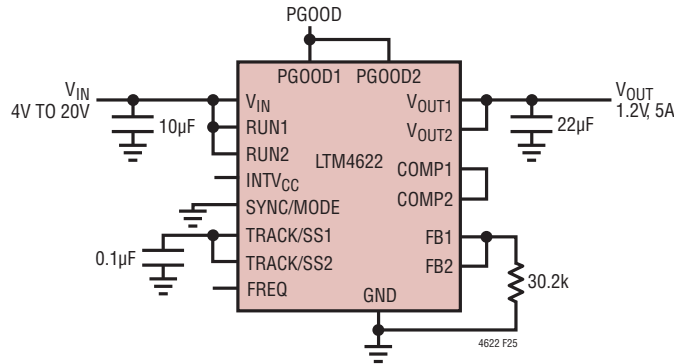 PGOOD
PGOOD1 PGOOD2
VIN
4V TO 20V
10µF
VIN
RUN1
RUN2
INTVCC
SYNC/MODE
TRACK/SS1
TRACK/SS2
FREQ
0.1µF
LTM4622
GND
VOUT1
VOUT2
COMP1
COMP2
FB1
FB2
VOUT
1.2V, 5A
22µF
30.2k
4622 F25